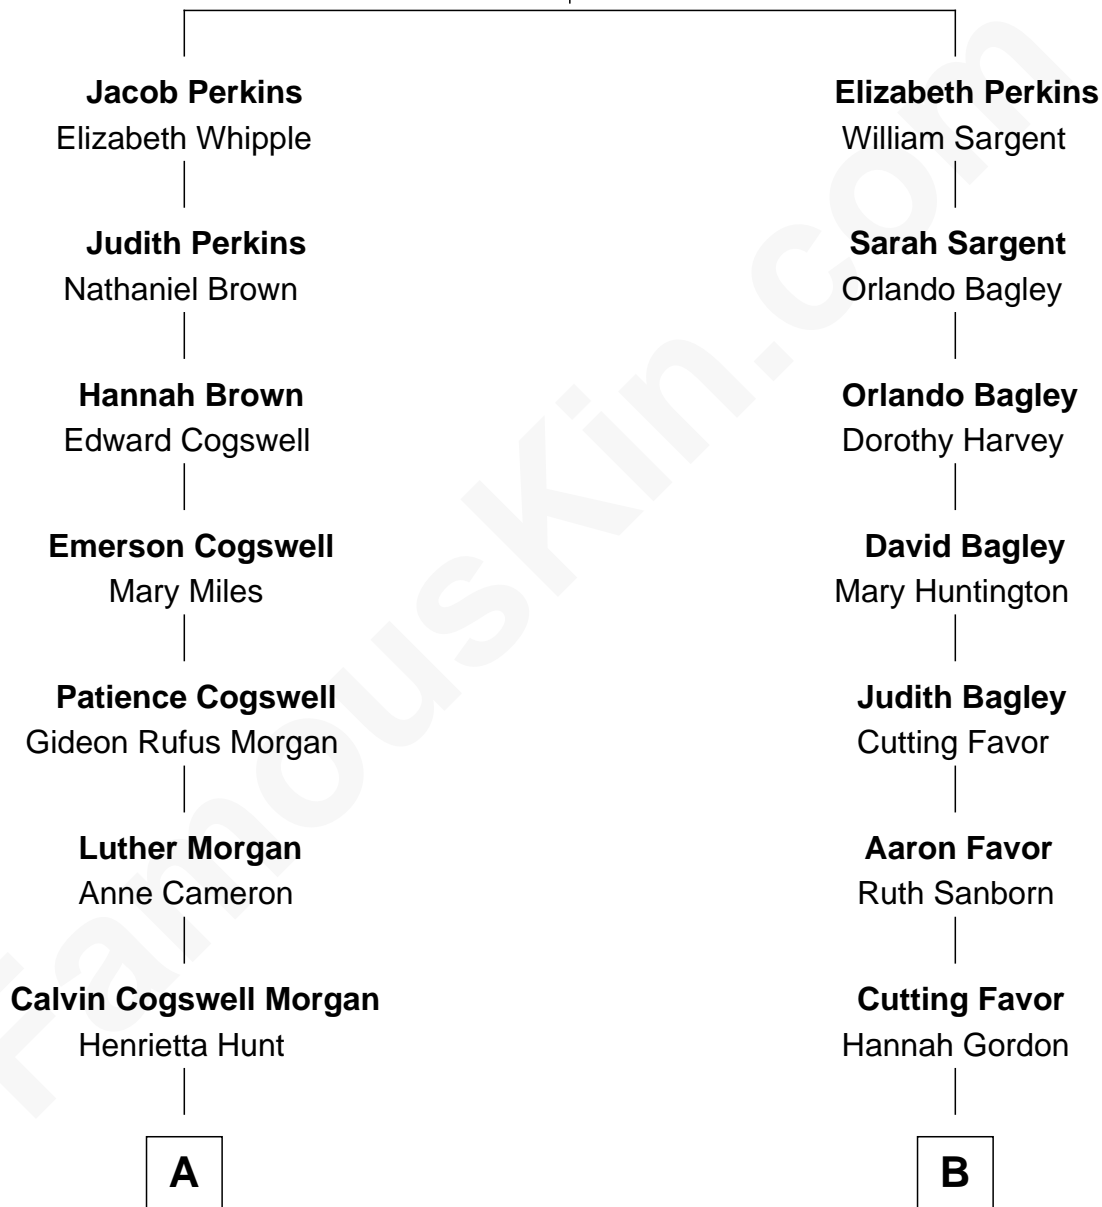 Jacob Perkins
Elizabeth Whipple
Judith Perkins
Nathaniel Brown
Hannah Brown
Edward Cogswell
Emerson Cogswell
Mary Miles
Patience Cogswell
Gideon Rufus Morgan
Luther Morgan
Anne Cameron
Calvin Cogswell Morgan
Henrietta Hunt
A
Elizabeth Perkins
William Sargent
Sarah Sargent
Orlando Bagley
Orlando Bagley
Dorothy Harvey
David Bagley
Mary Huntington
Judith Bagley
Cutting Favor
Aaron Favor
Ruth Sanborn
Cutting Favor
Hannah Gordon
B
FamousKin.com